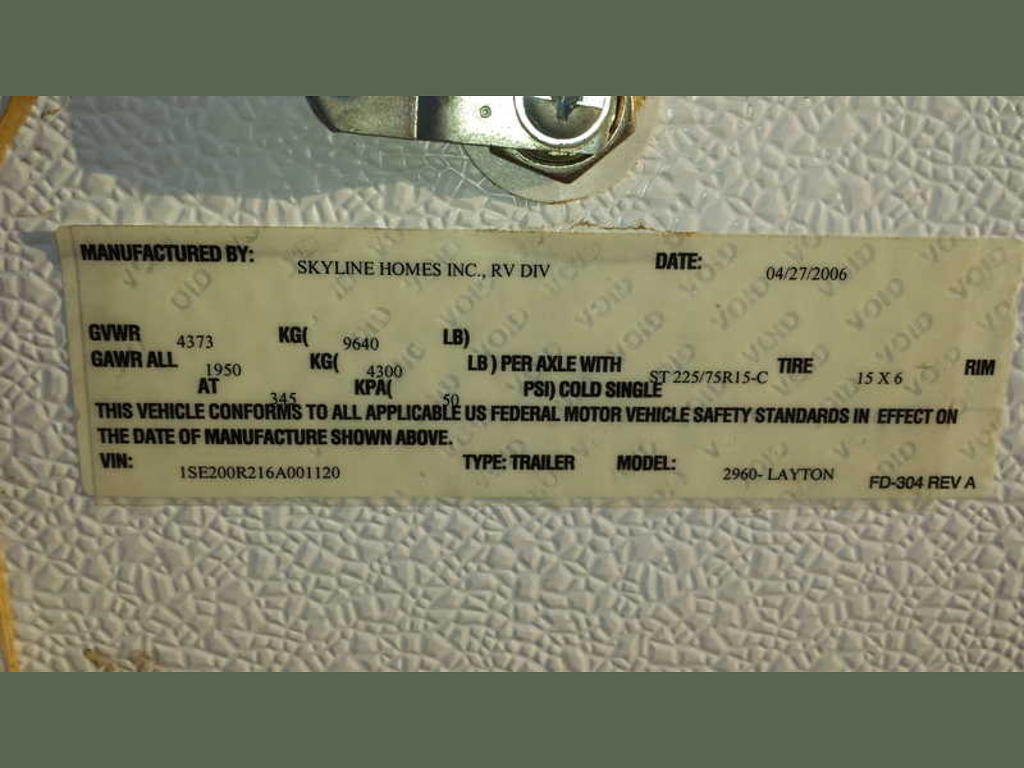 MANUFACTURED BY: SKYLINE HOMES INC., RV DIV DATE: 04/27/2006
GVWR 4373 KG( 9640 LB)
GAWR ALL 1950 KG( 4300 LB) PER AXLE WITH ST 225/75R15-C TIRE 15 X 6 RIM
AT 345 KPA( 50 PSI) COLD SINGLE
THIS VEHICLE CONFORMS TO ALL APPLICABLE US FEDERAL MOTOR VEHICLE SAFETY STANDARDS IN EFFECT ON
THE DATE OF MANUFACTURE SHOWN ABOVE.
VIN: 1SE200R216A001120 TYPE: TRAILER MODEL: 2960- LAYTON FD-304 REV A